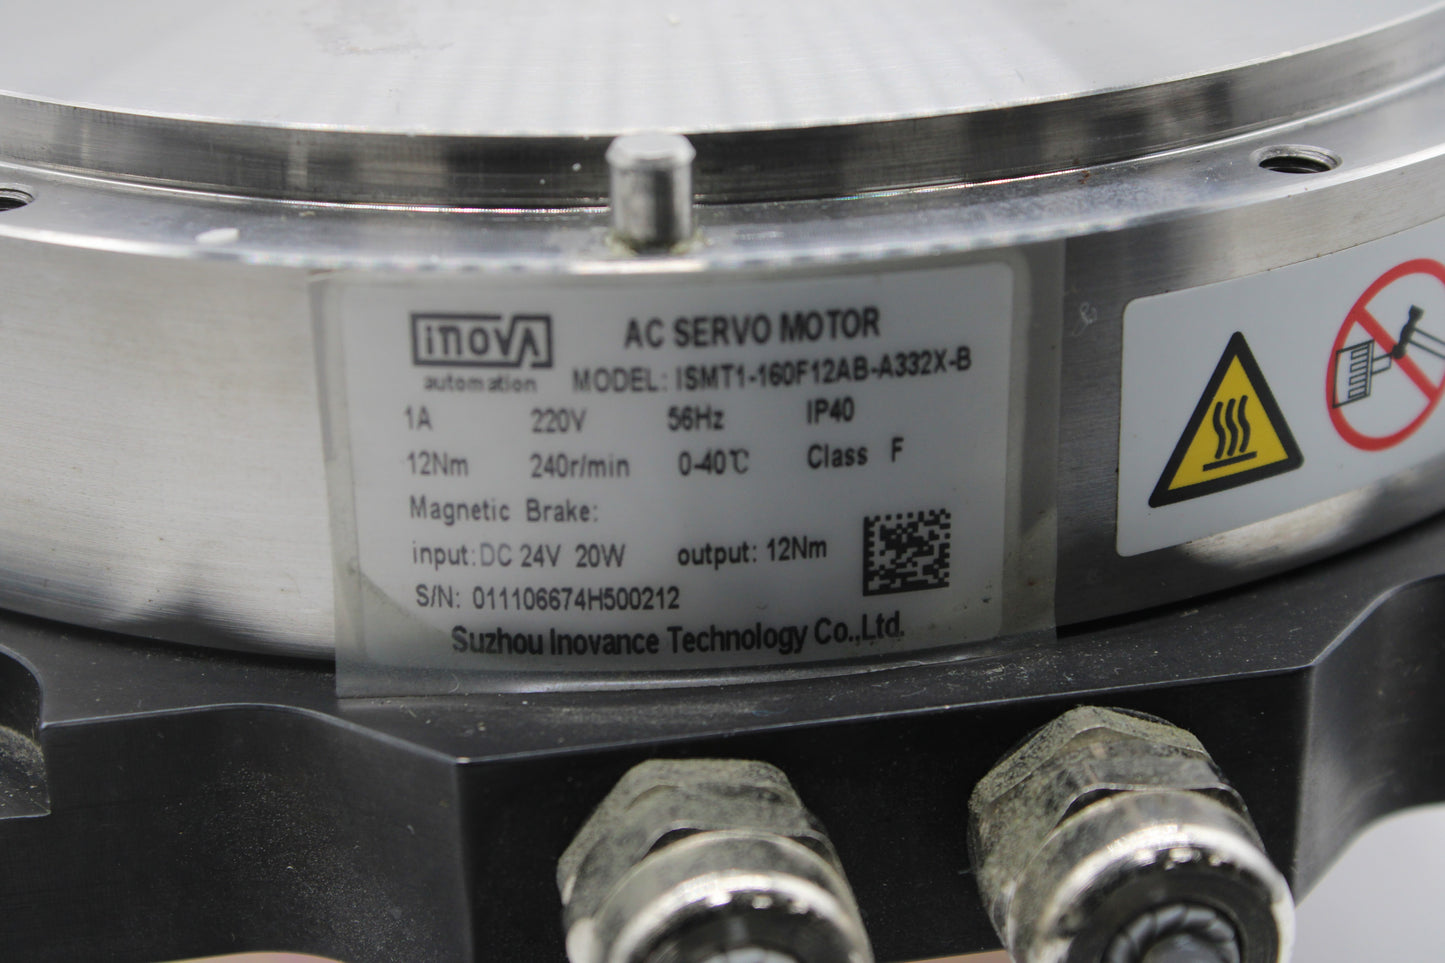 inovA
automation
AC SERVO MOTOR
MODEL: ISMT1-160F12AB-A332X-B
1A 220V 56Hz IP40
12Nm 240r/min 0-40℃ Class F
Magnetic Brake:
input: DC 24V 20W output: 12Nm
S/N: 011106674H500212
Suzhou Inovance Technology Co.,Ltd.